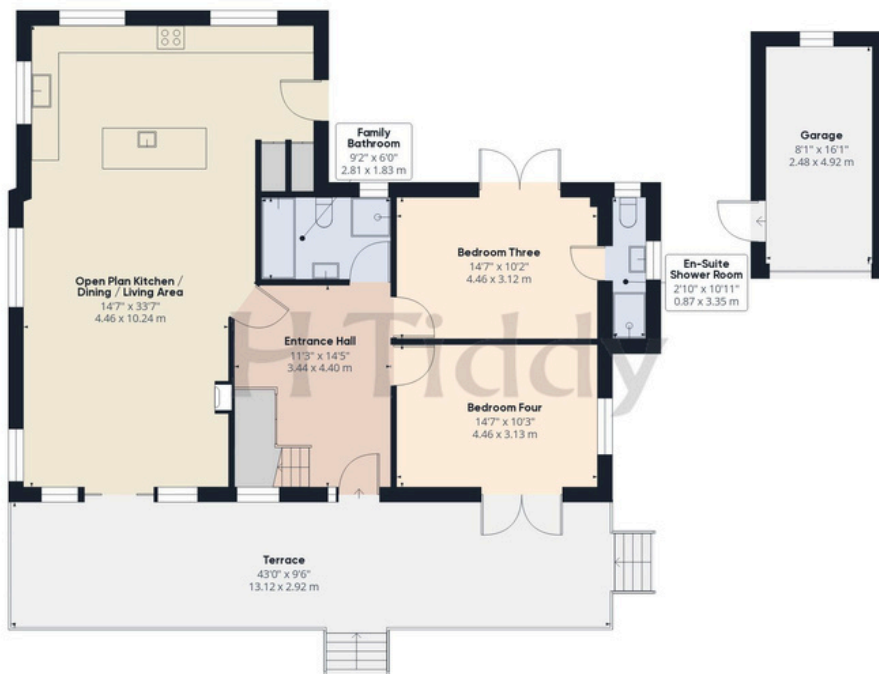 Family
Bathroom
9'2" x 6'0"
2.81 x 1.83 m
Garage
8'1" x 16'1"
2.48 x 4.92 m
Open Plan Kitchen /
Dining / Living Area
14'7" x 33'7"
4.46 x 10.24 m
Bedroom Three
14'7" x 10'2"
4.46 x 3.12 m
En-Suite
Shower Room
2'10" x 10'11"
0.87 x 3.35 m
Entrance Hall
11'3" x 14'5"
3.44 x 4.40 m
H Tiddy
Bedroom Four
14'7" x 10'3"
4.46 x 3.13 m
Terrace
43'0" x 9'6"
13.12 x 2.92 m